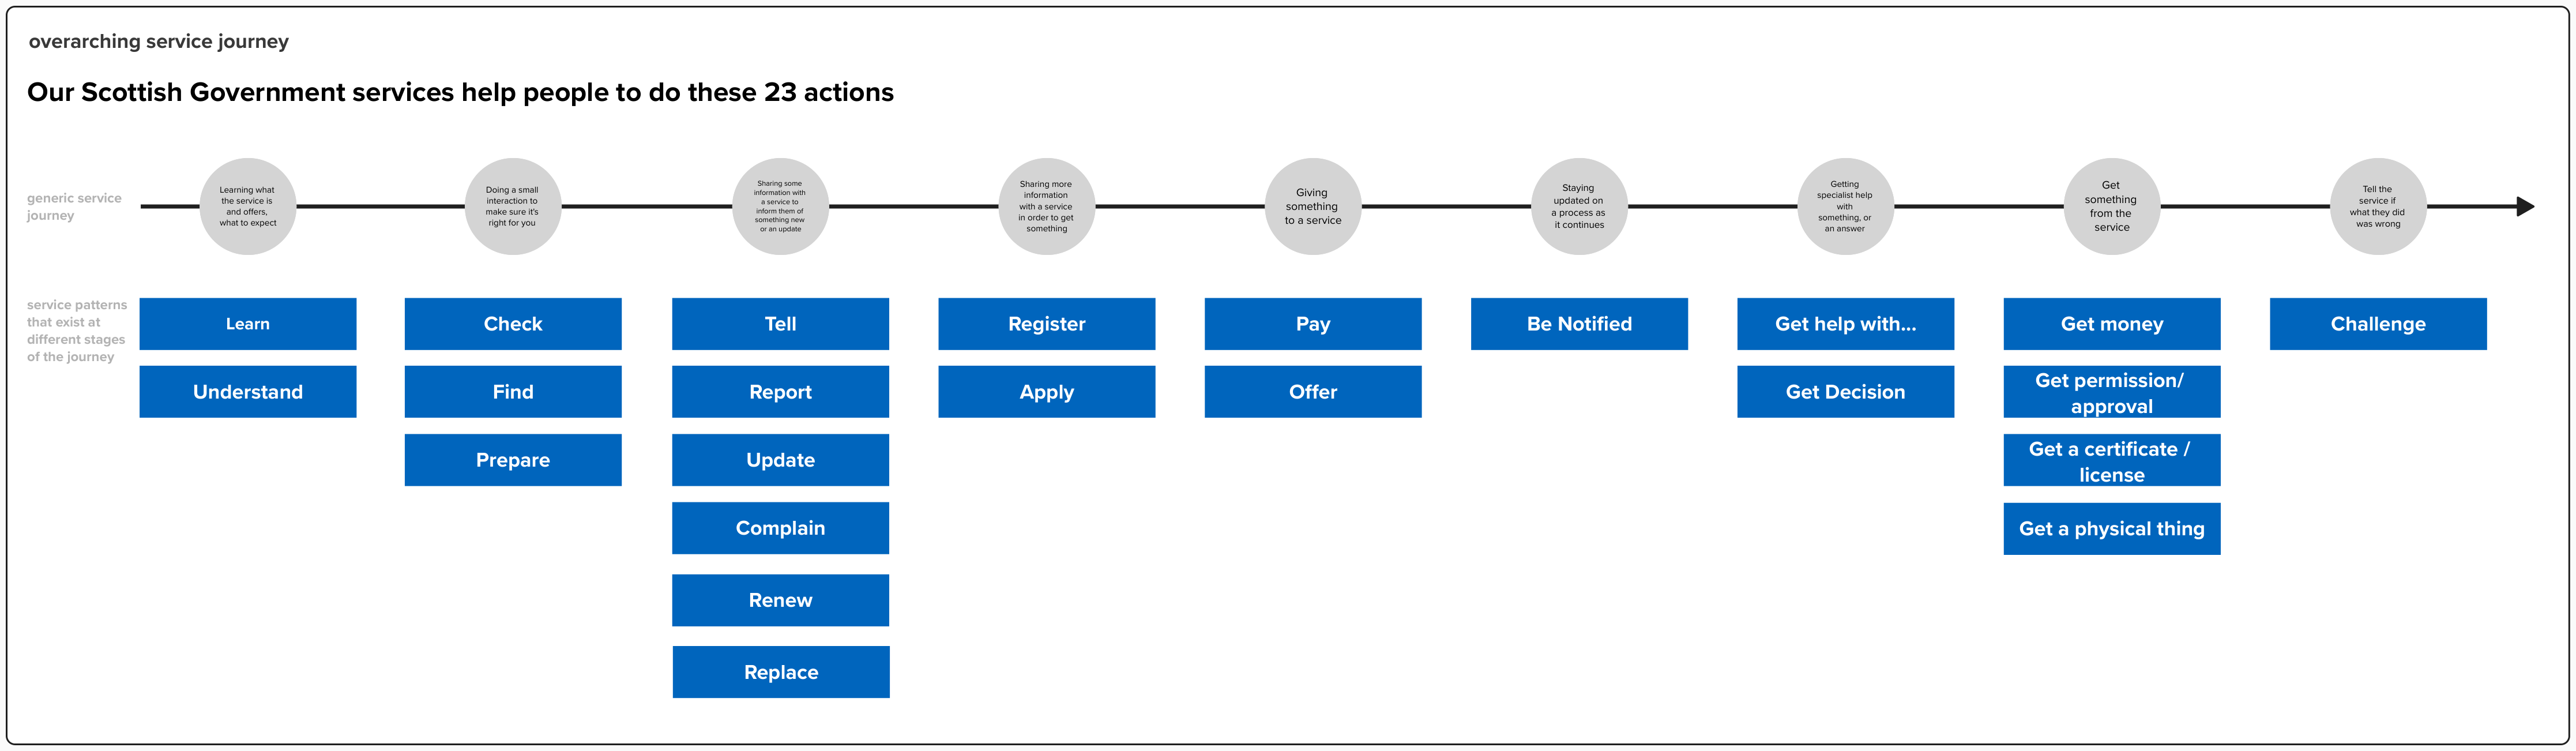 overarching service journey
Our Scottish Government services help people to do these 23 actions
generic service
journey
Learning what
the service is
and offers,
what to expect
Doing a small
interaction to
make sure it's
right for you
Sharing some
information with
a service to
inform them of
something new
or an update
Sharing more
information
with a service
in order to get
something
Giving
something
to a service
Staying
updated on
a process as
it continues
Getting
specialist help
with
something, or
an answer
Get
something
from the
service
Tell the
service if
what they did
was wrong
service patterns
that exist at
different stages
of the journey
Learn
Understand
Check
Find
Prepare
Tell
Report
Update
Complain
Renew
Replace
Register
Apply
Pay
Offer
Be Notified
Get help with...
Get Decision
Get money
Get permission/
approval
Get a certificate /
license
Get a physical thing
Challenge